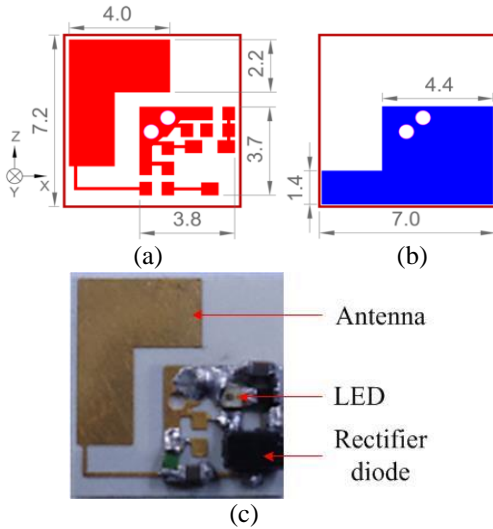 4.0
2.2
7.2
3.7
3.8
Z
Y
X
(a)
4.4
1.4
7.0
(b)
Antenna
LED
Rectifier
diode
(c)